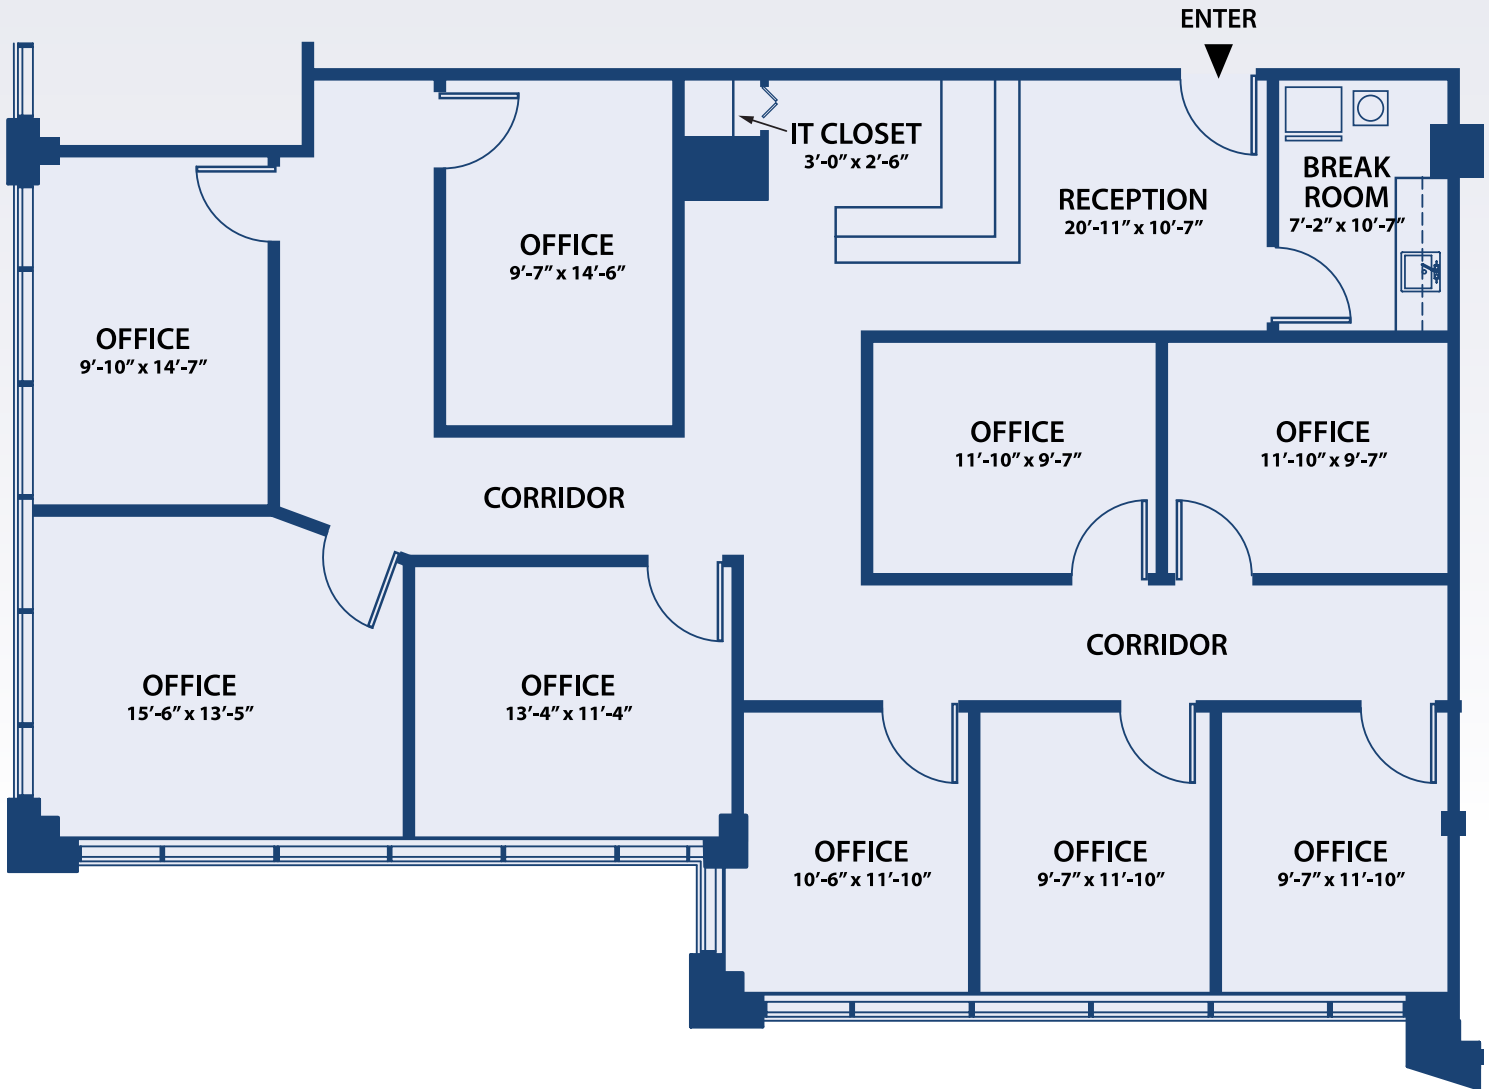 ENTER
IT CLOSET
3′-0″ x 2′-6″
BREAK
ROOM
7′-2″ x 10′-7″
RECEPTION
20′-11″ x 10′-7″
OFFICE
9′-7″ x 14′-6″
OFFICE
9′-10″ x 14′-7″
OFFICE
11′-10″ x 9′-7″
OFFICE
11′-10″ x 9′-7″
CORRIDOR
CORRIDOR
OFFICE
15′-6″ x 13′-5″
OFFICE
13′-4″ x 11′-4″
OFFICE
10′-6″ x 11′-10″
OFFICE
9′-7″ x 11′-10″
OFFICE
9′-7″ x 11′-10″